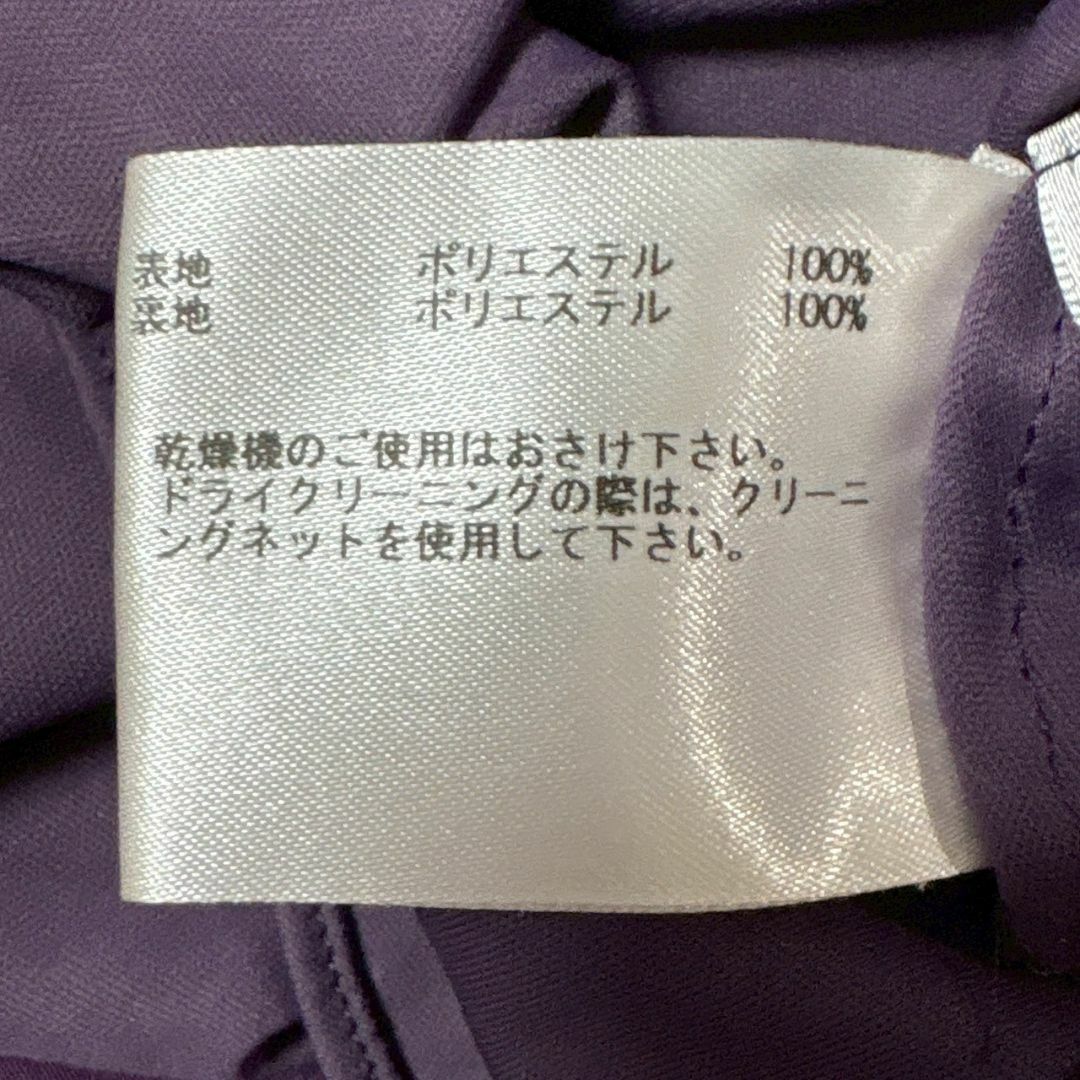 表地 ポリエステル 100%
裏地 ポリエステル 100%
乾燥機のご使用はおさけ下さい。
ドライクリーニングの際は、クリーニ
ングネットを使用して下さい。